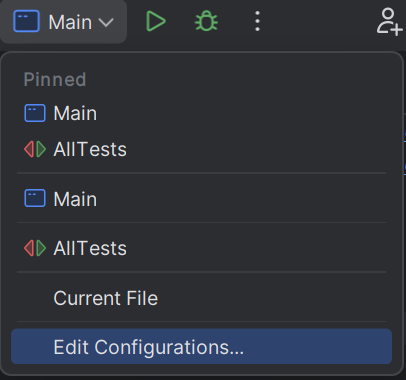 Main
Pinned
Main
AllTests
Main
AllTests
Current File
Edit Configurations...